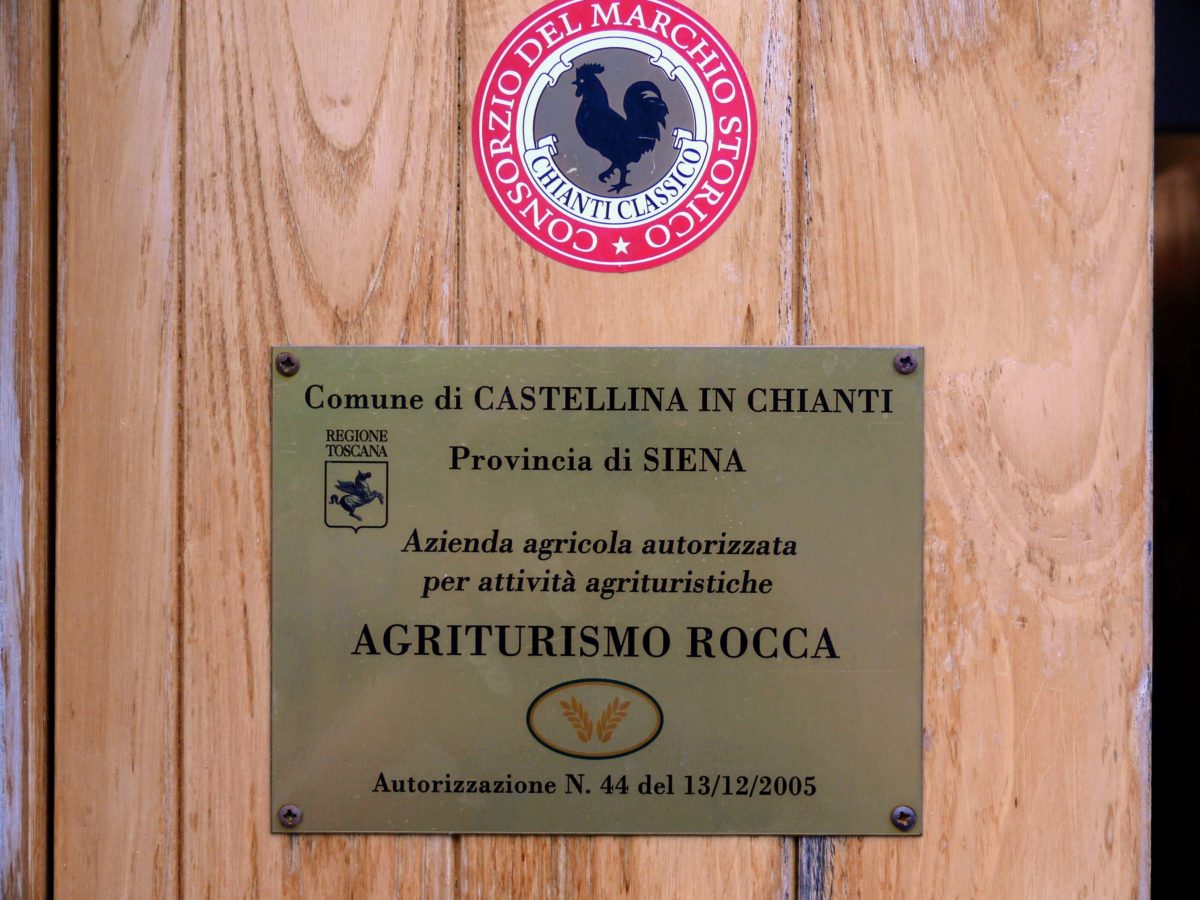 CONSORZIO DEL MARCHIO STORICO
CHIANTI CLASSICO
Comune di CASTELLINA IN CHIANTI
REGIONE
TOSCANA
Provincia di SIENA
Azienda agricola autorizzata
per attività agrituristiche
AGRITURISMO ROCCA
Autorizzazione N. 44 del 13/12/2005